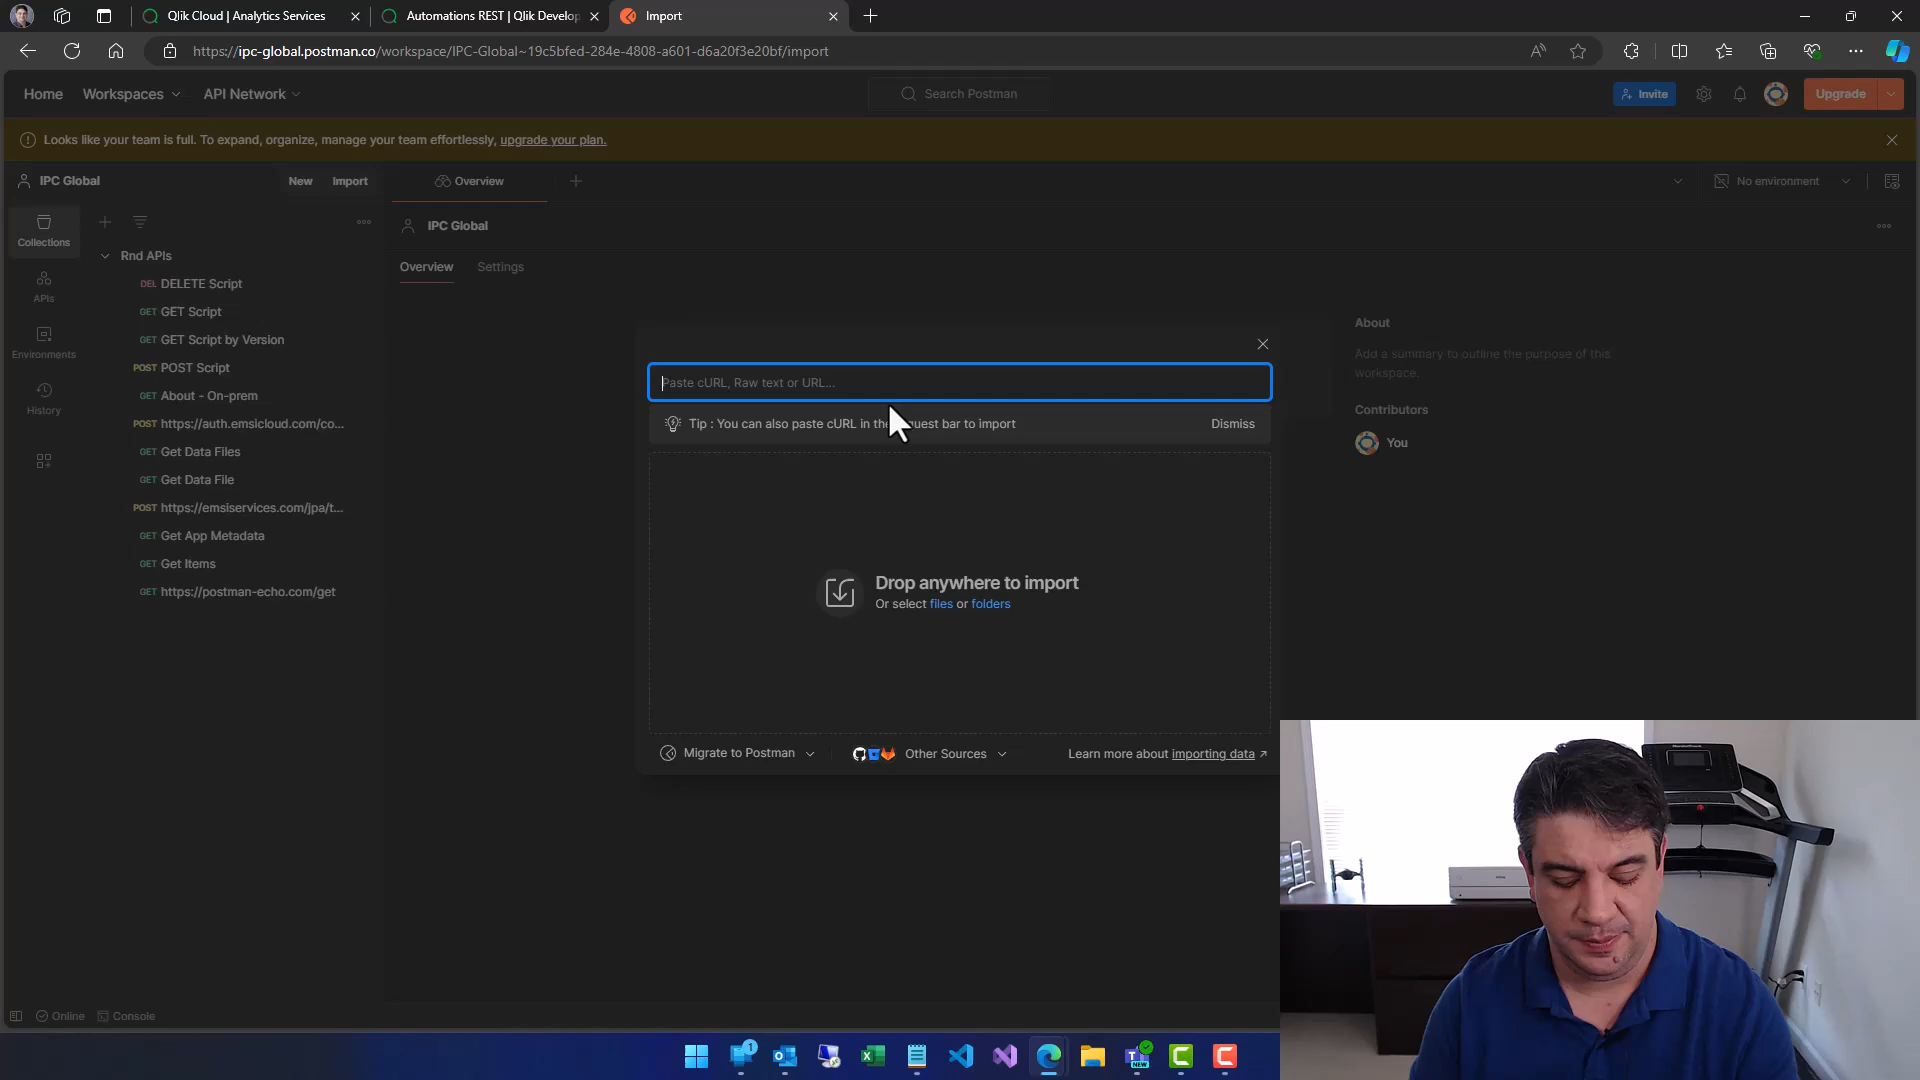 Qlik Cloud | Analytics Services
Automations REST | Qlik Develop
Import
https://ipc-global.postman.co/workspace/IPC-Global~19c5bfed-284e-4808-a601-d6a20f3e20bf/import
Home
Workspaces
API Network
Search Postman
Invite
Upgrade
Looks like your team is full. To expand, organize, manage your team effortlessly, upgrade your plan.
IPC Global
New
Import
Overview
No environment
Collections
APIs
Environments
History
Rnd APIs
DEL DELETE Script
GET GET Script
GET GET Script by Version
POST POST Script
GET About - On-prem
POST https://auth.emsicloud.com/co...
GET Get Data Files
GET Get Data File
POST https://emsiservices.com/jpa/t...
GET Get App Metadata
GET Get Items
GET https://postman-echo.com/get
IPC Global
Overview
Settings
Paste cURL, Raw text or URL...
Tip : You can also paste cURL in the quest bar to import
Dismiss
Drop anywhere to import
Or select files or folders
Migrate to Postman
Other Sources
Learn more about importing data
About
Add a summary to outline the purpose of this
workspace.
Contributors
You
Online
Console
1
NEW